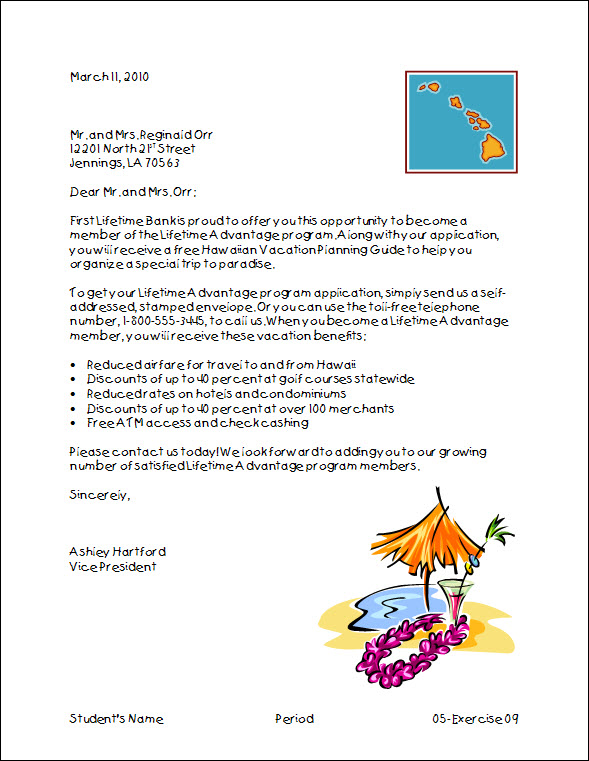 March 11, 2010
Mr. and Mrs. Reginald Orr
12201 North 21ST Street
Jennings, LA 70563
Dear Mr. and Mrs. Orr:
First Lifetime Bank is proud to offer you this opportunity to become a
member of the Lifetime Advantage program. Along with your application,
you will receive a free Hawaiian Vacation Planning Guide to help you
organize a special trip to paradise.
To get your Lifetime Advantage program application, simply send us a self-
addressed, stamped envelope. Or you can use the toll-free telephone
number, 1-800-555-3445, to call us. When you become a Lifetime Advantage
member, you will receive these vacation benefits:
• Reduced airfare for travel to and from Hawaii
• Discounts of up to 40 percent at golf courses statewide
• Reduced rates on hotels and condominiums
• Discounts of up to 40 percent at over 100 merchants
• Free ATM access and check cashing
Please contact us today! We look forward to adding you to our growing
number of satisfied Lifetime Advantage program members.
Sincerely,
Ashley Hartford
Vice President
Student's Name Period 05-Exercise 09